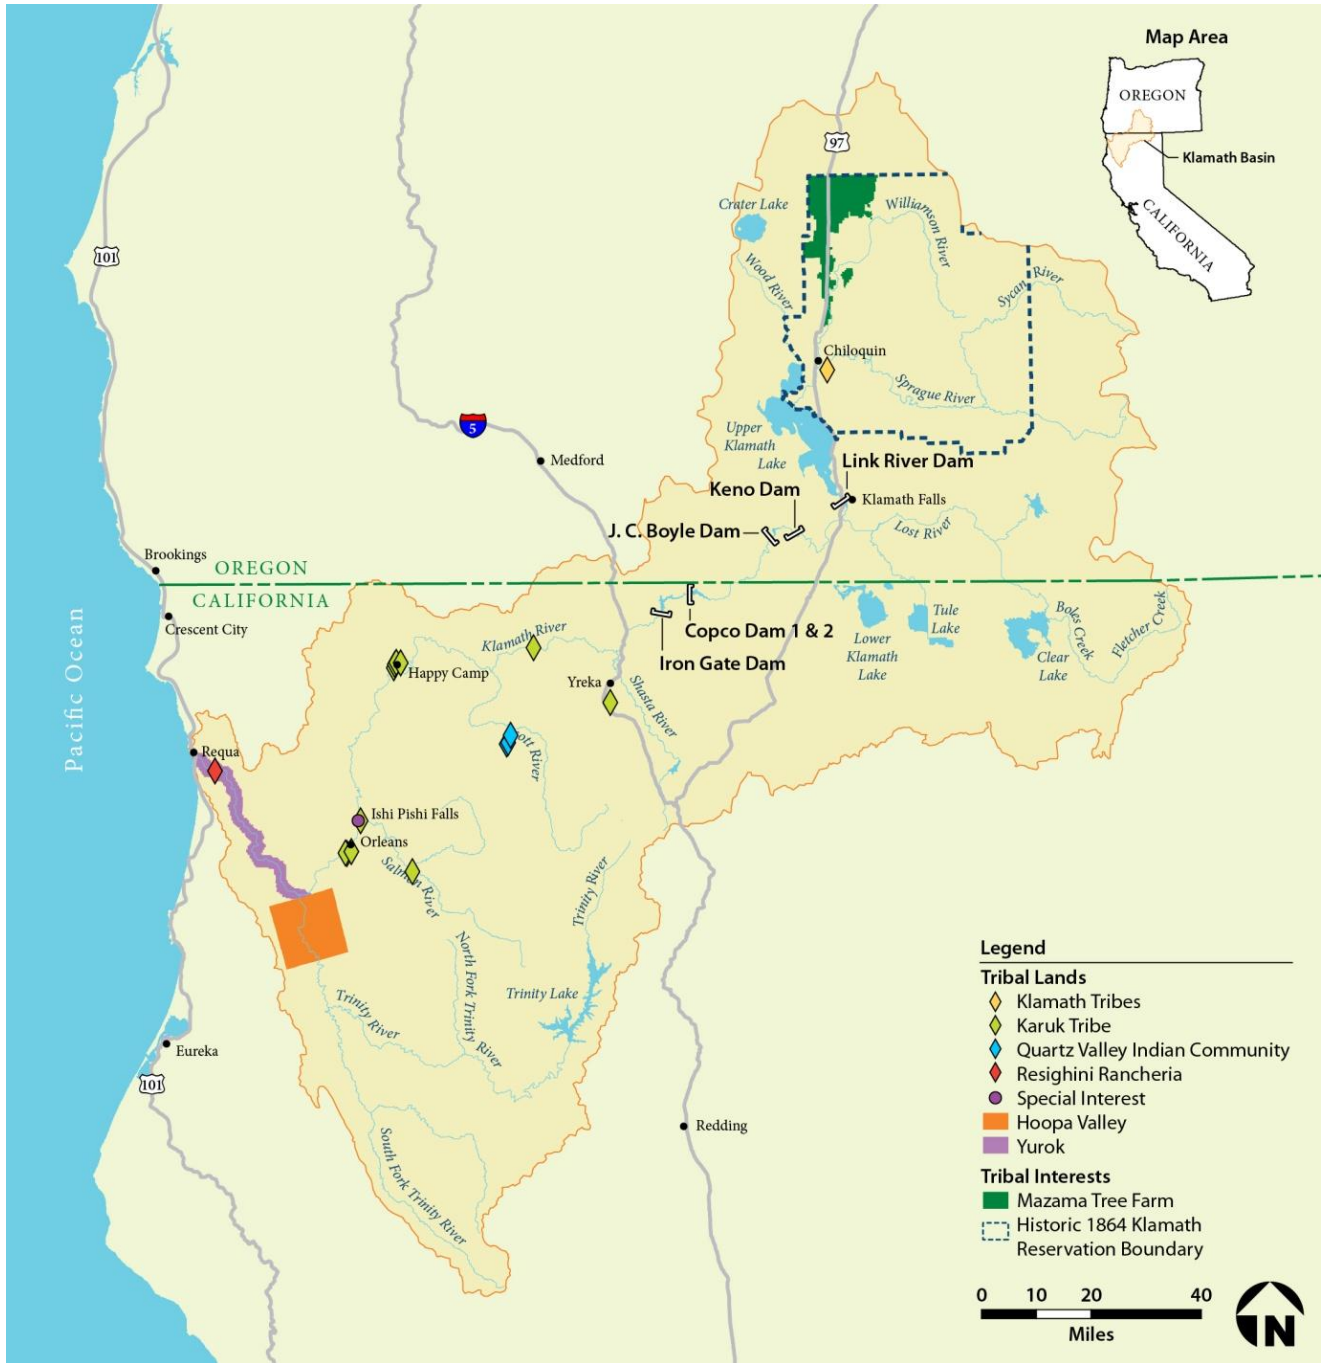 Map Area
OREGON
Klamath Basin
CALIFORNIA
97
Crater Lake
Williamson River
101
Wood River
Sycan River
Chiloquin
Sprague River
5
Upper
Klamath
Lake
Medford
Link River Dam
Keno Dam
Klamath Falls
J. C. Boyle Dam
Lost River
Brookings
OREGON
CALIFORNIA
Crescent City
Pacific Ocean
Klamath River
Copco Dam 1 & 2
Iron Gate Dam
Lower
Klamath
Lake
Tule
Lake
Clear
Lake
Boles Creek
Fletcher Creek
Happy Camp
Yreka
Shasta River
River
Requa
Ishi Pishi Falls
Orleans
Salmon River
Trinity River
North Fork Trinity River
Trinity Lake
Trinity River
Eureka
101
Redding
South Fork Trinity River
Legend
Tribal Lands
Klamath Tribes
Karuk Tribe
Quartz Valley Indian Community
Resighini Rancheria
Special Interest
Hoopa Valley
Yurok
Tribal Interests
Mazama Tree Farm
Historic 1864 Klamath
Reservation Boundary
0 10 20 40
Miles
N